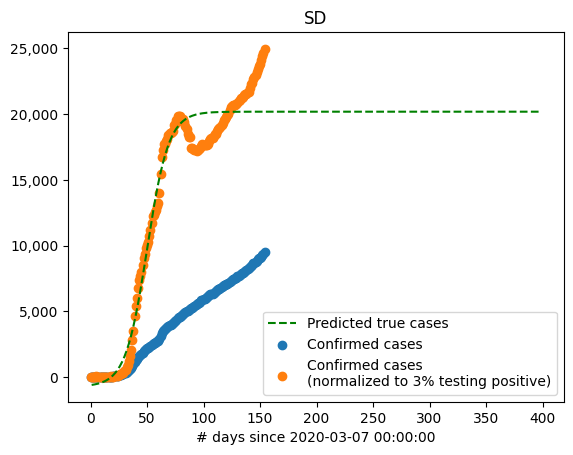 SD
25,000
20,000
15,000
10,000
5,000
0
Predicted true cases
Confirmed cases
Confirmed cases
(normalized to 3% testing positive)
0 50 100 150 200 250 300 350 400
# days since 2020-03-07 00:00:00